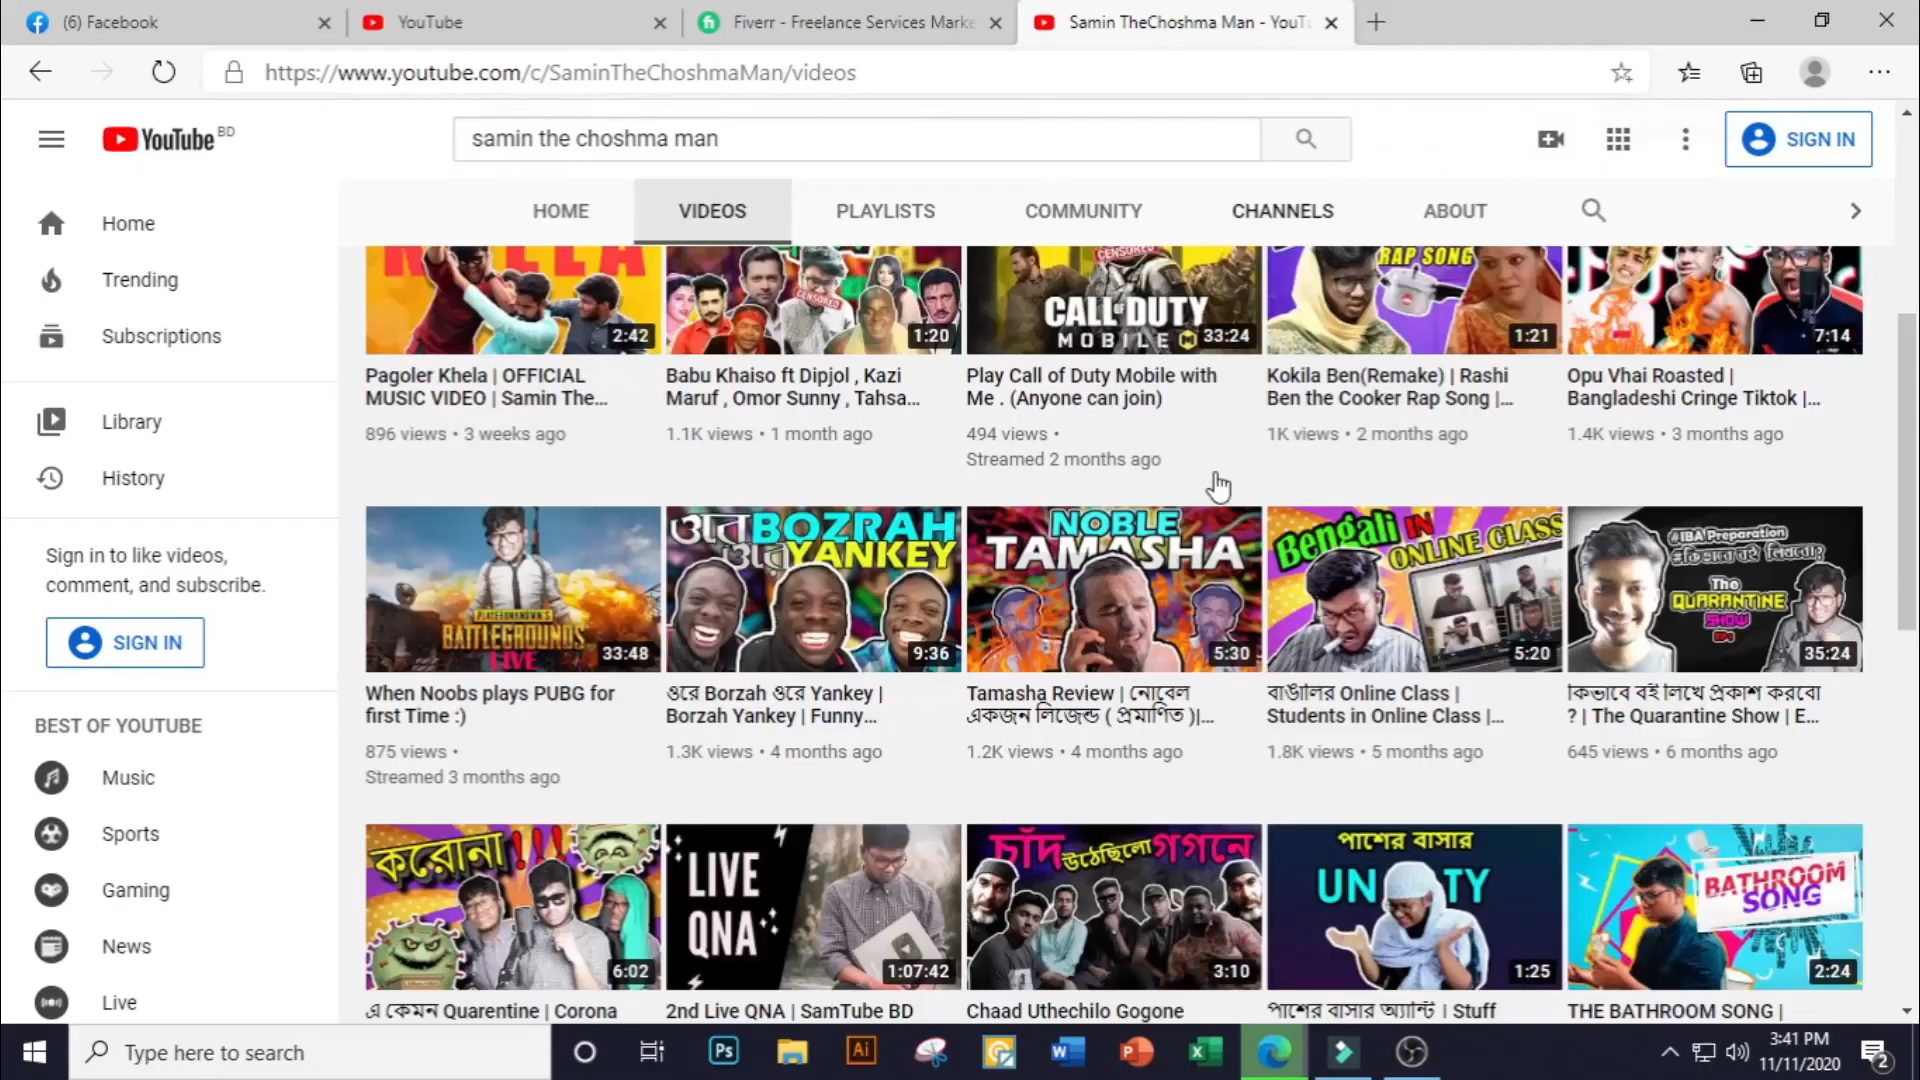 (6) Facebook
YouTube
Fiverr - Freelance Services Marke
Samin TheChoshma Man - YouTu
https://www.youtube.com/c/SaminTheChoshmaMan/videos
YouTube BD
samin the choshma man
SIGN IN
HOME
VIDEOS
PLAYLISTS
COMMUNITY
CHANNELS
ABOUT
Home
Trending
Subscriptions
Library
History
Sign in to like videos,
comment, and subscribe.
SIGN IN
BEST OF YOUTUBE
Music
Sports
Gaming
News
Live
2:42
Pagoler Khela | OFFICIAL
MUSIC VIDEO | Samin The...
896 views • 3 weeks ago
CENSORED
1:20
Babu Khaiso ft Dipjol , Kazi
Maruf , Omor Sunny , Tahsa...
1.1K views • 1 month ago
CENSORED
CALL OF DUTY
MOBILE
33:24
Play Call of Duty Mobile with
Me . (Anyone can join)
494 views •
Streamed 2 months ago
RAP SONG
1:21
Kokila Ben(Remake) | Rashi
Ben the Cooker Rap Song |...
1K views • 2 months ago
7:14
Opu Vhai Roasted |
Bangladeshi Cringe Tiktok |...
1.4K views • 3 months ago
PLAYERUNKNOWN'S
BATTLEGROUNDS
LIVE
33:48
When Noobs plays PUBG for
first Time :)
875 views •
Streamed 3 months ago
ওরে BOZRAH
ওরে YANKEY
9:36
ওরে Borzah ওরে Yankey |
Borzah Yankey | Funny...
1.3K views • 4 months ago
NOBLE
TAMASHA
5:30
Tamasha Review | নোবেল
একজন লিজেন্ড ( প্রমাণিত )|...
1.2K views • 4 months ago
Bengali IN
ONLINE CLASS
5:20
বাঙালির Online Class |
Students in Online Class |...
1.8K views • 5 months ago
#IBA Preparation
#কিভাবে বই লিখবো?
The
QUARANTINE
SHOW
35:24
কিভাবে বই লিখে প্রকাশ করবো
? | The Quarantine Show | E...
645 views • 6 months ago
করোনা!!!
6:02
এ কেমন Quarentine | Corona
LIVE
QNA
1:07:42
2nd Live QNA | SamTube BD
চাঁদ উঠেছিলো গগনে
3:10
Chaad Uthechilo Gogone
পাশের বাসার
UN TY
1:25
পাশের বাসার অ্যান্টি | Stuff
BATHROOM
SONG
2:24
THE BATHROOM SONG |
Type here to search
3:41 PM
11/11/2020
2